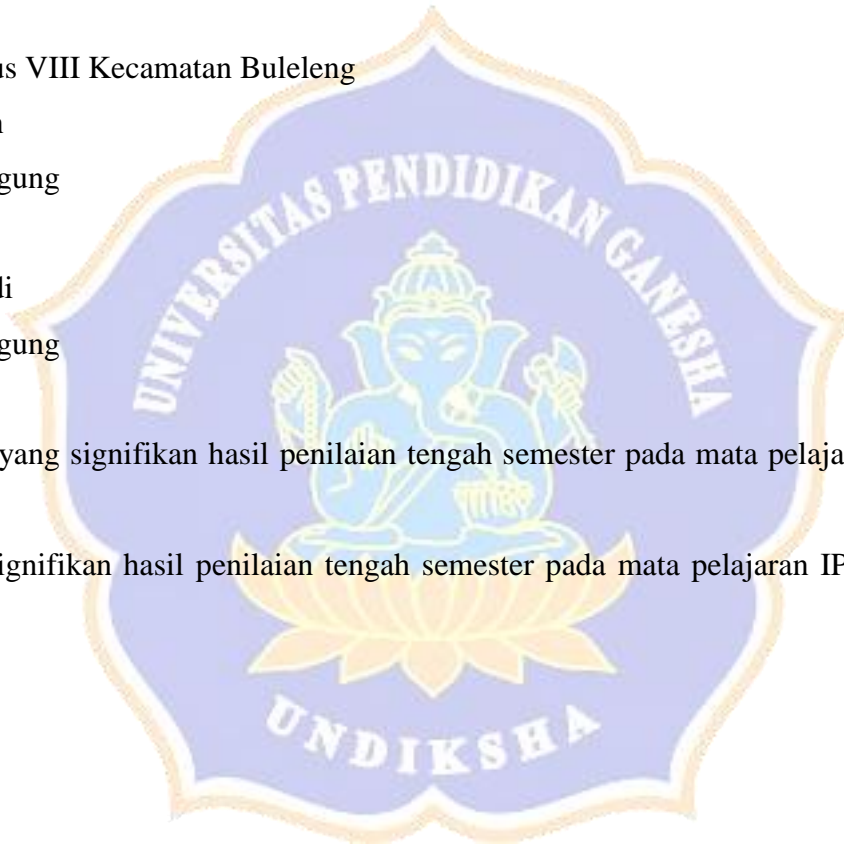 us VIII Kecamatan Buleleng
n
gung
di
gung
yang signifikan hasil penilaian tengah semester pada mata pelaja
ignifikan hasil penilaian tengah semester pada mata pelajaran IP
UNIVERSITAS PENDIDIKAN GANESHA
UNDIKSHA